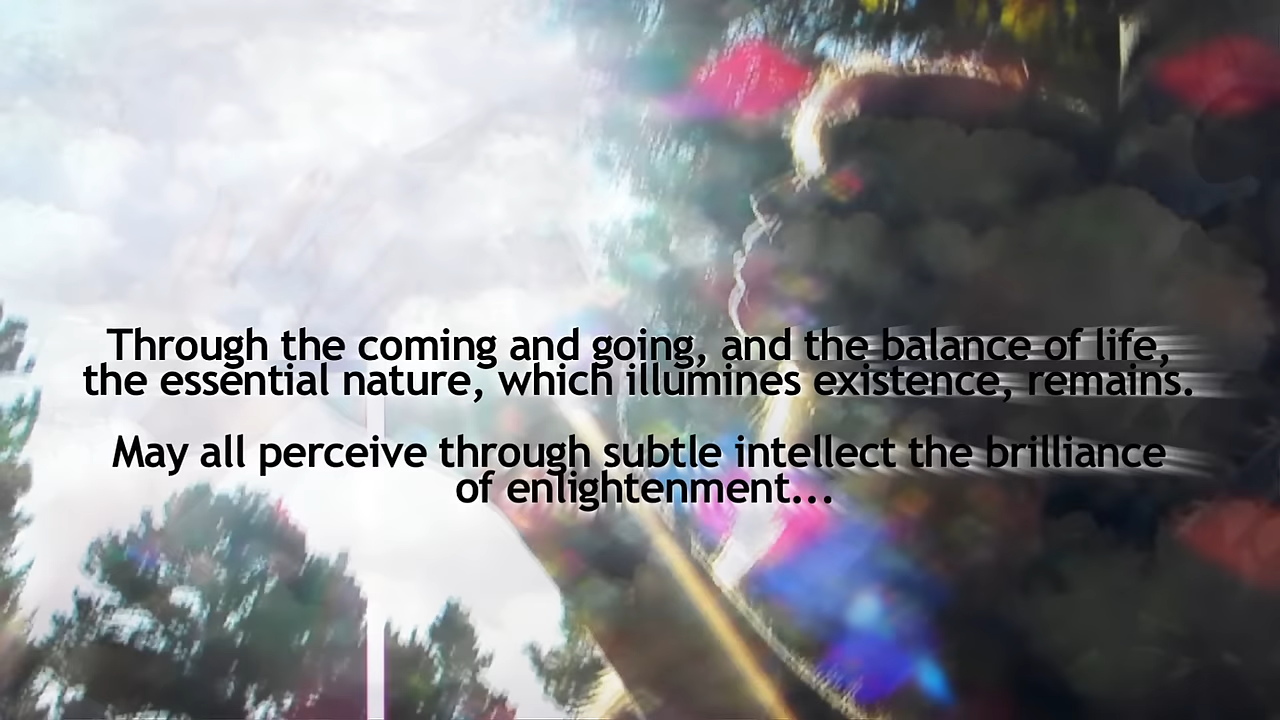 Through the coming and going, and the balance of life,
the essential nature, which illumines existence, remains.
May all perceive through subtle intellect the brilliance
of enlightenment...